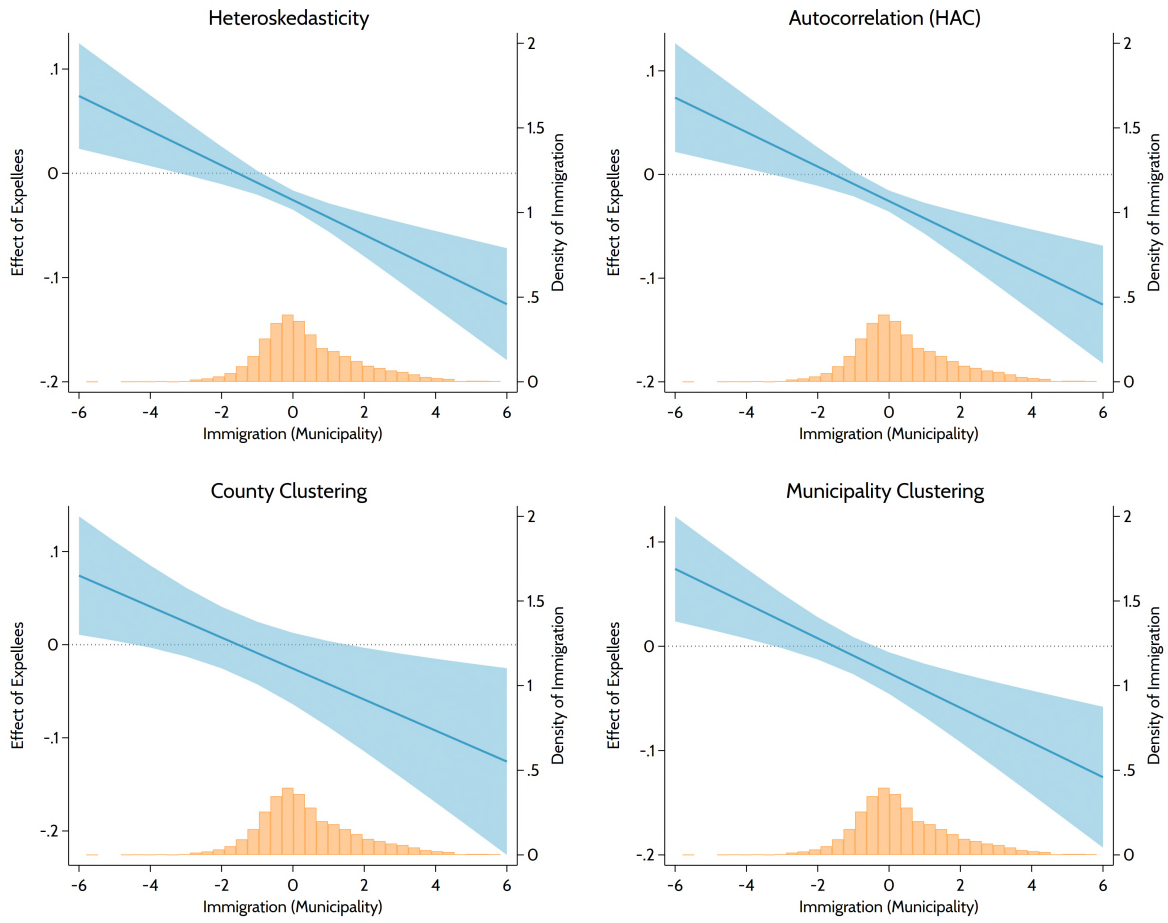 Heteroskedasticity
Effect of Expellees
.1
0
-.1
-.2
2
1.5
1
.5
0
Density of Immigration
-6 -4 -2 0 2 4 6
Immigration (Municipality)
Autocorrelation (HAC)
Effect of Expellees
.1
0
-.1
-.2
2
1.5
1
.5
0
Density of Immigration
-6 -4 -2 0 2 4 6
Immigration (Municipality)
County Clustering
Effect of Expellees
.1
0
-.1
-.2
2
1.5
1
.5
0
Density of Immigration
-6 -4 -2 0 2 4 6
Immigration (Municipality)
Municipality Clustering
Effect of Expellees
.1
0
-.1
-.2
2
1.5
1
.5
0
Density of Immigration
-6 -4 -2 0 2 4 6
Immigration (Municipality)